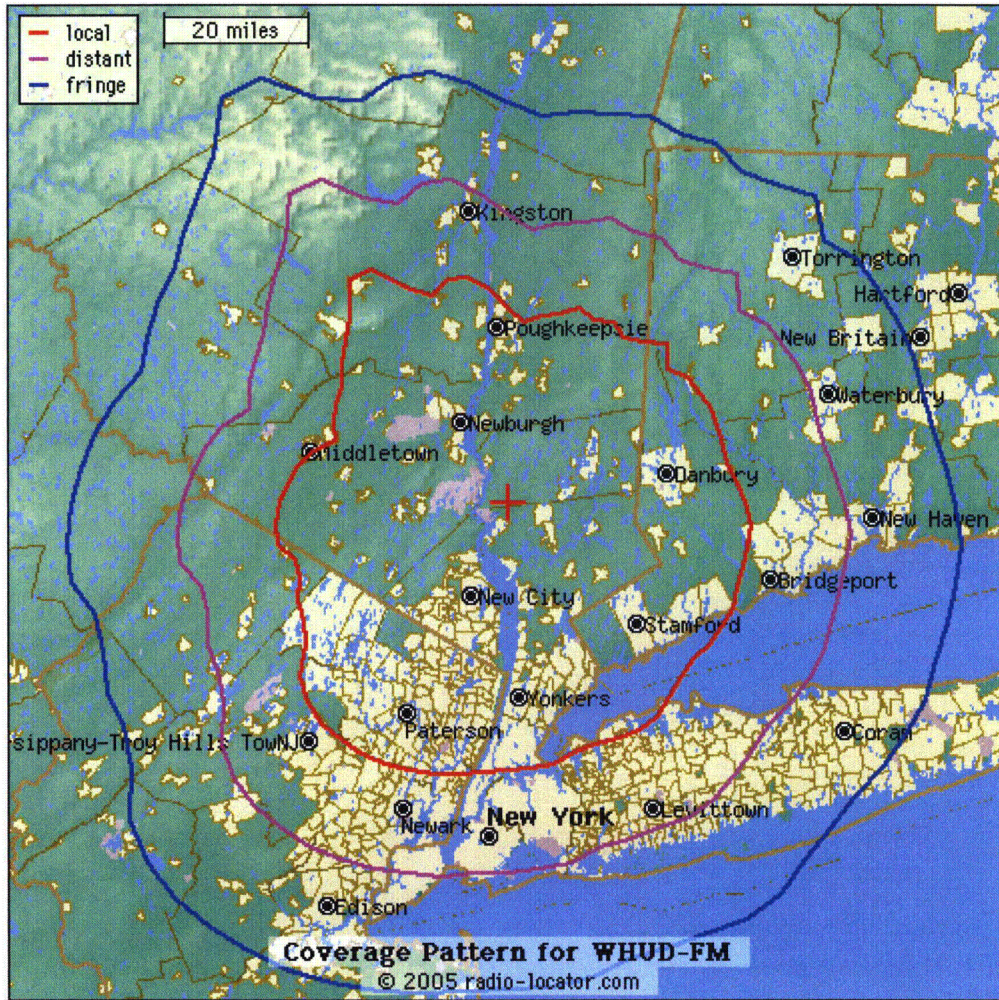 local
distant
fringe
20 miles
Kingston
Torrington
Hartford
Poughkeepsie
New Britain
Waterbury
Newburgh
Middletown
Danbury
New Haven
Bridgeport
New City
Stamford
Yonkers
Paterson
sippany-Troy Hills TowNJ
Coram
Levittown
Newark
New York
Edison
Coverage Pattern for WHUD-FM
© 2005 radio-locator.com